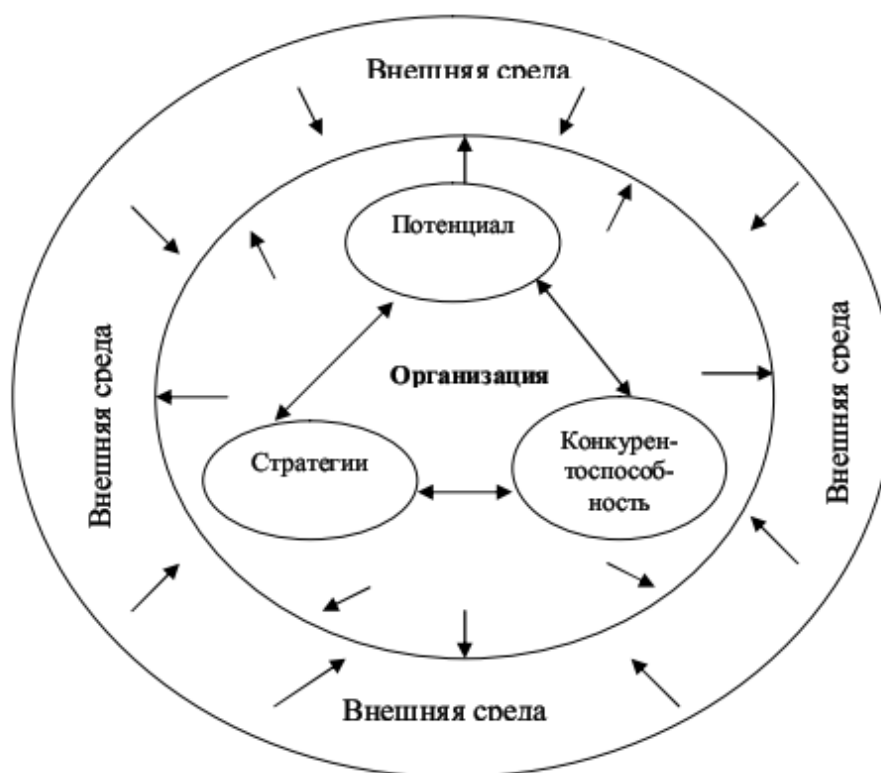 Внешняя среда
Потенциал
Внешняя среда
Организация
Внешняя среда
Стратегии
Конкурен-
тоспособ-
ность
Внешняя среда